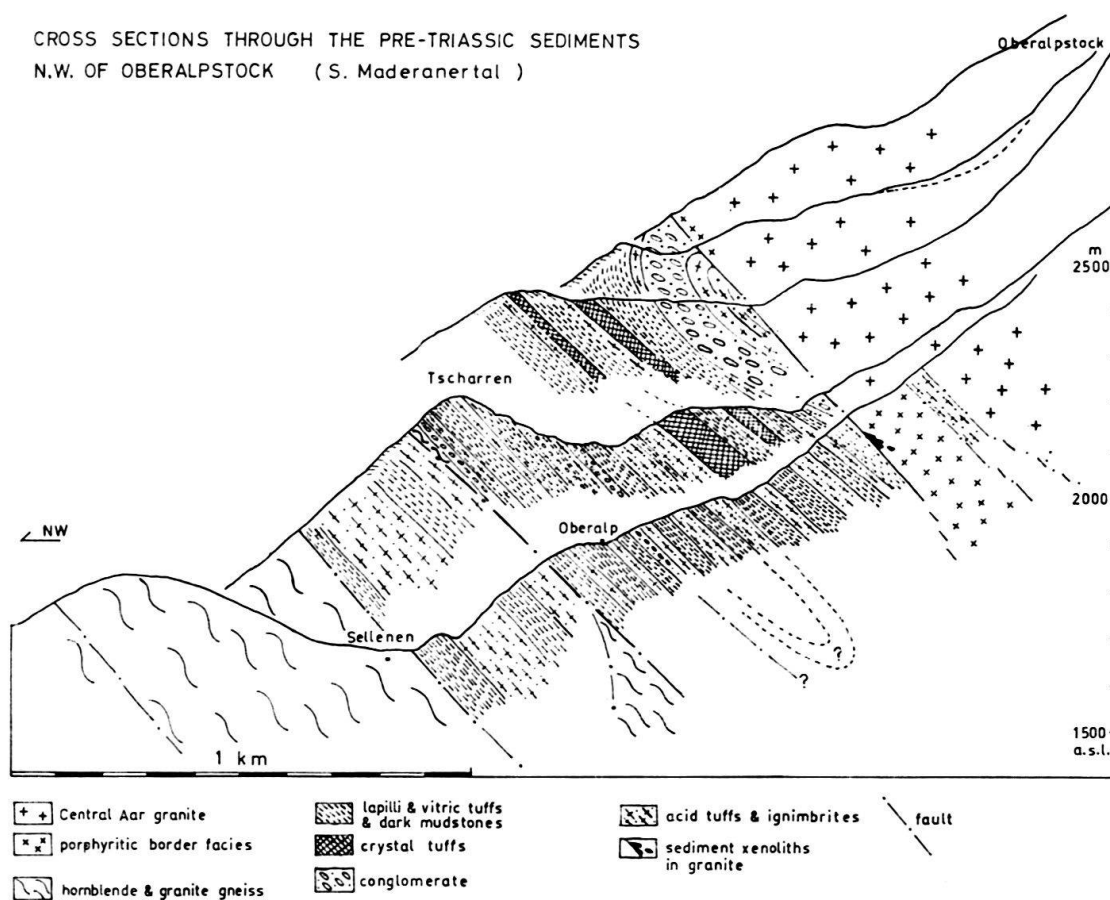 CROSS SECTIONS THROUGH THE PRE-TRIASSIC SEDIMENTS
N.W. OF OBERALPSTOCK ( S. Maderanertal )
Oberalpstock
m
2500
Tscharren
2000
NW
Oberalp
Sellenen
?
?
1500
a.s.l.
1 km
Central Aar granite
porphyritic border facies
hornblende & granite gneiss
lapilli & vitric tuffs
& dark mudstones
crystal tuffs
conglomerate
acid tuffs & ignimbrites
sediment xenoliths
in granite
fault